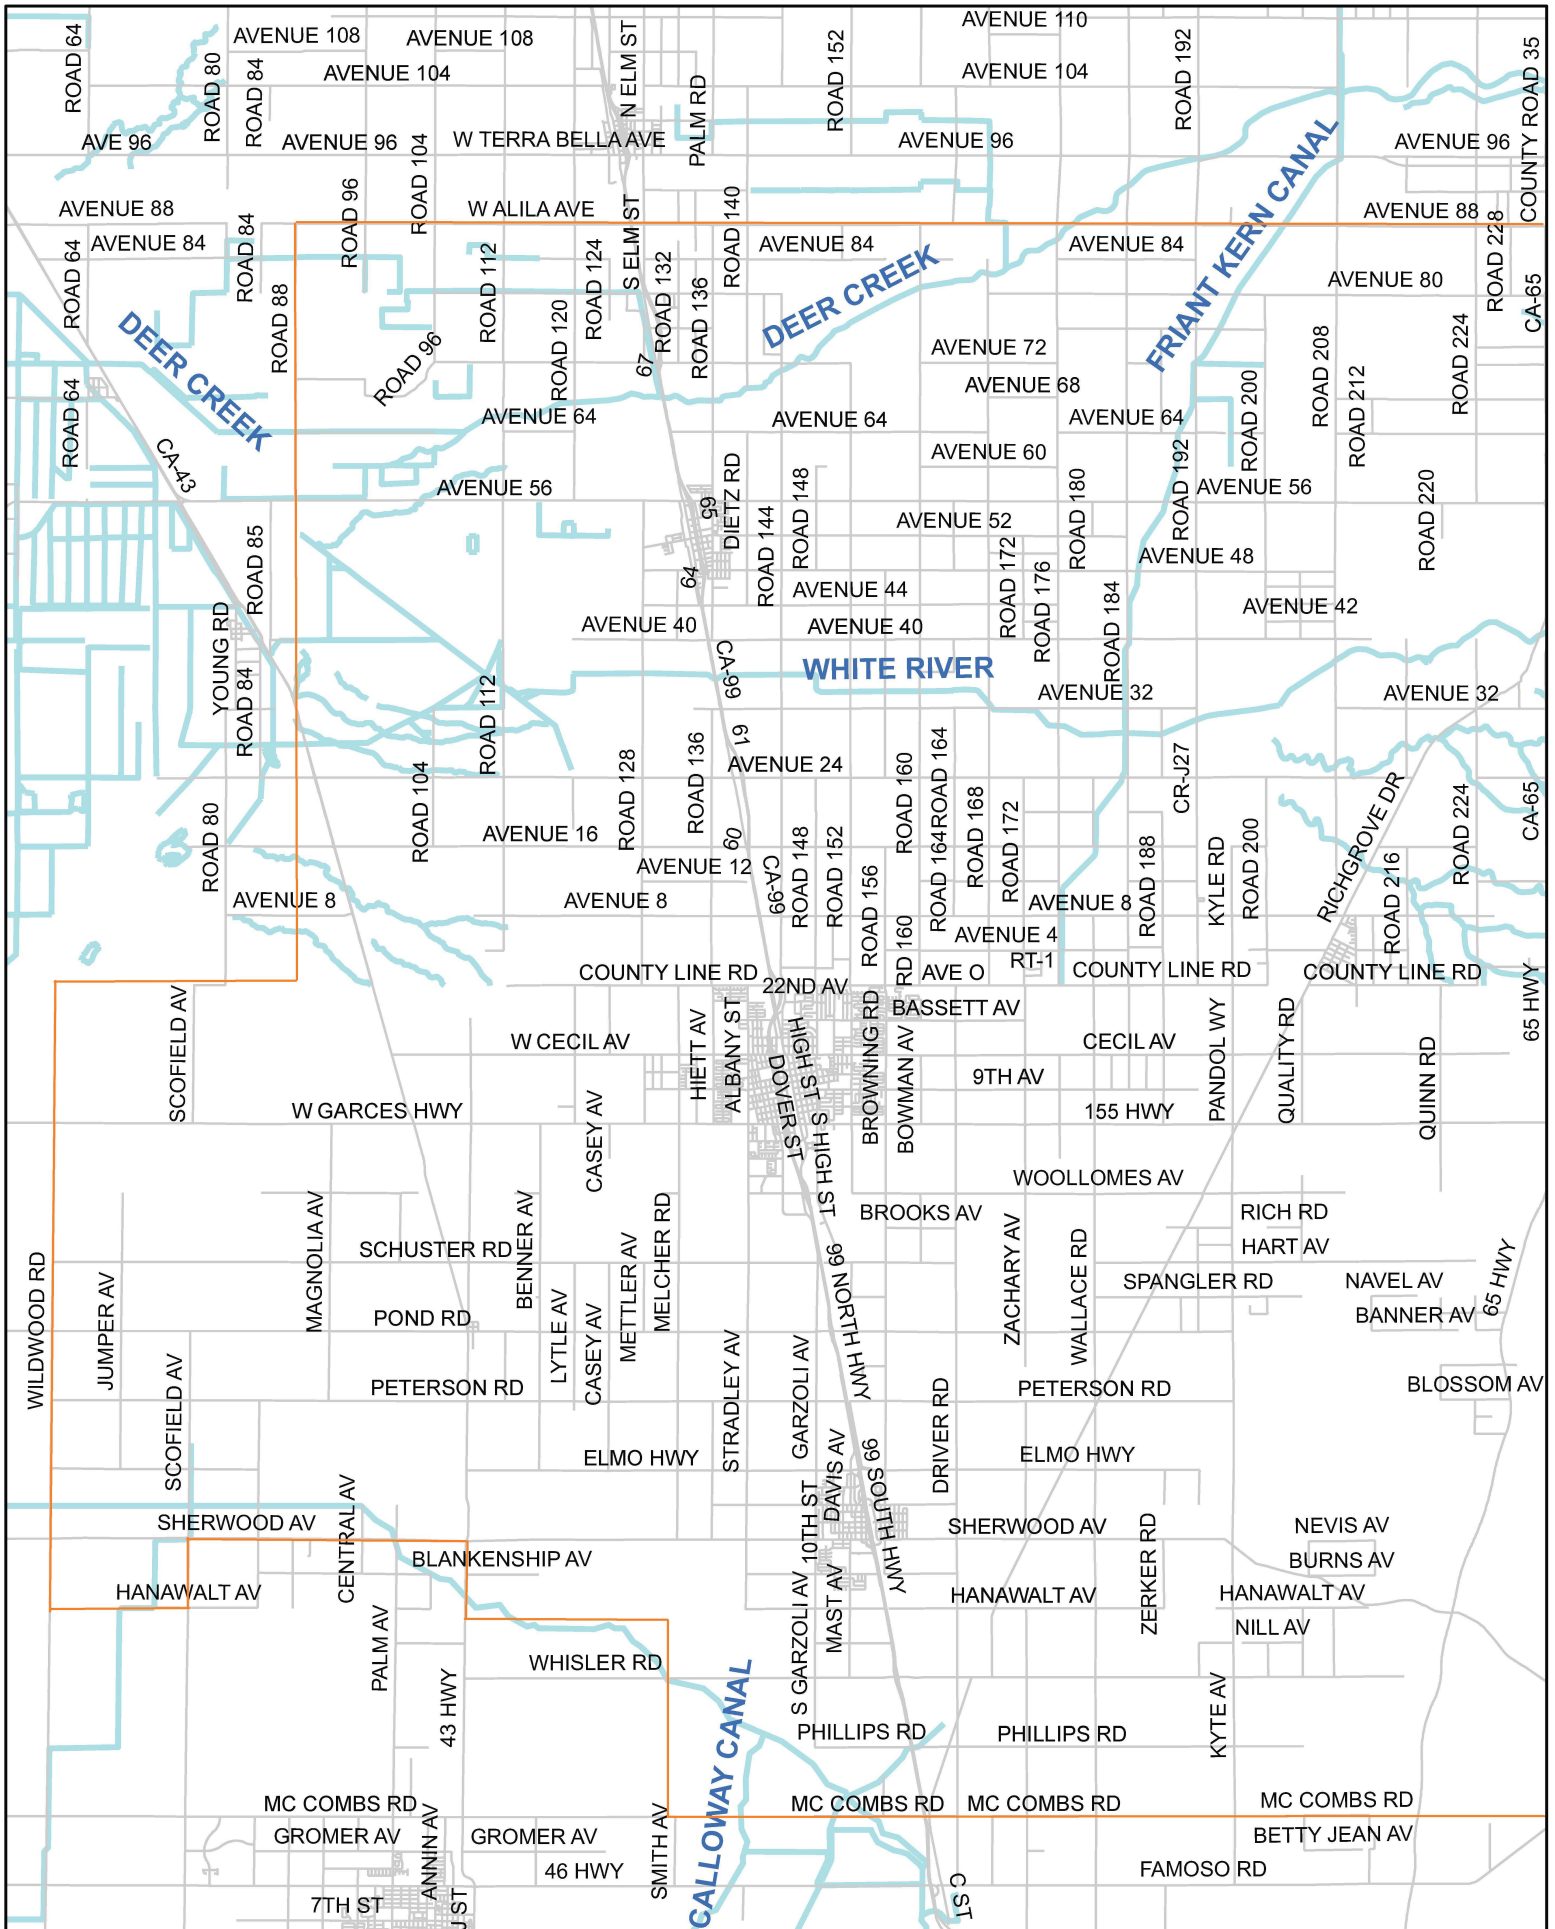 AVENUE 110
ROAD 64
AVENUE 108
AVENUE 108
N ELM ST
ROAD 152
ROAD 192
COUNTY ROAD 35
ROAD 80
ROAD 84
AVENUE 104
PALM RD
AVENUE 104
AVE 96
AVENUE 96
ROAD 104
W TERRA BELLA AVE
AVENUE 96
FRIANT KERN CANAL
AVENUE 96
AVENUE 88
ROAD 96
W ALILA AVE
S ELM ST
ROAD 140
AVENUE 88
ROAD 228
ROAD 64
AVENUE 84
ROAD 84
ROAD 88
ROAD 112
ROAD 124
ROAD 132
ROAD 136
AVENUE 84
DEER CREEK
AVENUE 84
AVENUE 80
CA-65
DEER CREEK
ROAD 96
ROAD 120
67
AVENUE 72
ROAD 208
ROAD 224
ROAD 64
AVENUE 64
AVENUE 64
AVENUE 68
AVENUE 64
ROAD 200
ROAD 212
CA-43
AVENUE 56
65
DIETZ RD
ROAD 148
AVENUE 60
ROAD 180
ROAD 192
AVENUE 56
ROAD 220
ROAD 85
ROAD 144
AVENUE 52
ROAD 172
AVENUE 48
64
AVENUE 44
ROAD 176
ROAD 184
AVENUE 42
YOUNG RD
ROAD 84
AVENUE 40
AVENUE 40
CA-99
WHITE RIVER
ROAD 112
AVENUE 32
AVENUE 32
61
ROAD 128
ROAD 136
AVENUE 24
ROAD 160
ROAD 164
CR-J27
RICHGROVE DR
CA-65
ROAD 80
ROAD 104
AVENUE 16
60
ROAD 168
ROAD 172
ROAD 224
AVENUE 12
CA-99
ROAD 148
ROAD 152
ROAD 156
ROAD 164
ROAD 188
KYLE RD
ROAD 200
ROAD 216
AVENUE 8
AVENUE 8
AVENUE 8
RD 160
AVENUE 4
RT-1
COUNTY LINE RD
22ND AV
AVE O
COUNTY LINE RD
COUNTY LINE RD
65 HWY
SCOFIELD AV
BASSETT AV
W CECIL AV
HIETT AV
ALBANY ST
HIGH ST
DOVER ST
BROWNING RD
BOWMAN AV
CECIL AV
PANDOL WY
QUALITY RD
QUINN RD
9TH AV
W GARCES HWY
CASEY AV
S HIGH ST
155 HWY
WOOLLOMES AV
WILDWOOD RD
JUMPER AV
MAGNOLIA AV
SCHUSTER RD
BENNER AV
METTLER AV
MELCHER RD
BROOKS AV
ZACHARY AV
WALLACE RD
RICH RD
HART AV
65 HWY
99 NORTH HWY
SPANGLER RD
NAVEL AV
POND RD
LYTLE AV
CASEY AV
BANNER AV
SCOFIELD AV
PETERSON RD
STRADLEY AV
GARZOLI AV
DRIVER RD
PETERSON RD
BLOSSOM AV
ELMO HWY
DAVIS AV
99 SOUTH HWY
ELMO HWY
SHERWOOD AV
CENTRAL AV
10TH ST
SHERWOOD AV
ZERKER RD
NEVIS AV
BLANKENSHIP AV
BURNS AV
HANAWALT AV
S GARZOLI AV
MAST AV
HANAWALT AV
HANAWALT AV
PALM AV
NILL AV
WHISLER RD
43 HWY
CALLOWAY CANAL
PHILLIPS RD
PHILLIPS RD
KYTE AV
MC COMBS RD
ANNIN AV
SMITH AV
MC COMBS RD
MC COMBS RD
MC COMBS RD
GROMER AV
GROMER AV
BETTY JEAN AV
46 HWY
FAMOSO RD
7TH ST
J ST
C ST